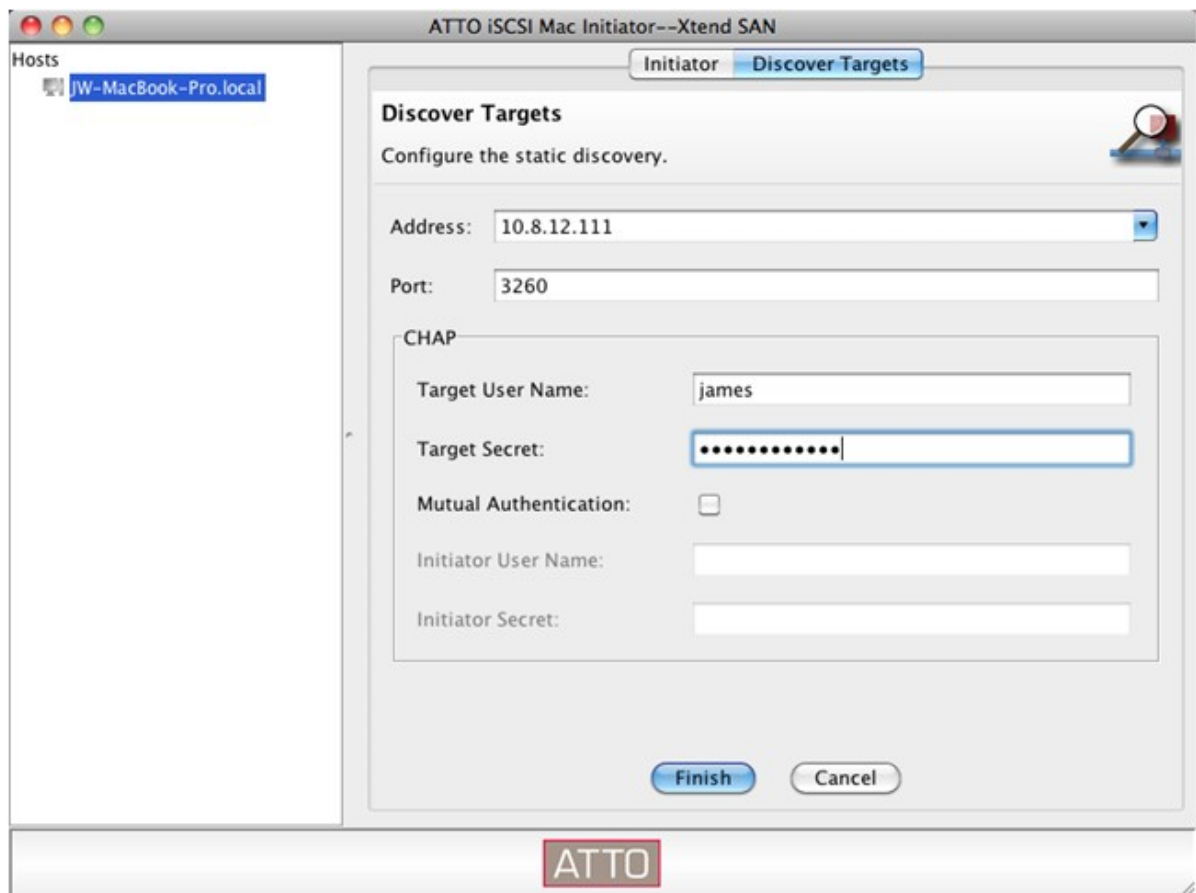 ATTO iSCSI Mac Initiator--Xtend SAN
Hosts
JW-MacBook-Pro.local
Initiator
Discover Targets
Discover Targets
Configure the static discovery.
Address: 10.8.12.111
Port: 3260
CHAP
Target User Name: james
Target Secret: ••••••••••••
Mutual Authentication:
Initiator User Name:
Initiator Secret:
Finish
Cancel
ATTO